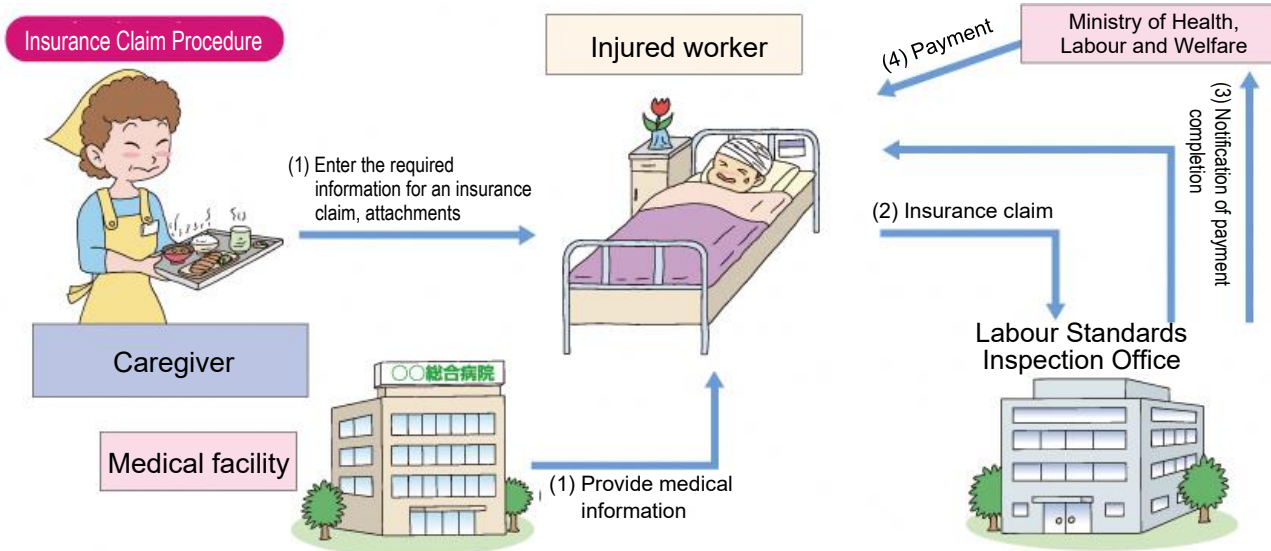 Insurance Claim Procedure
Injured worker
Ministry of Health,
Labour and Welfare
(4) Payment
(3) Notification of payment
completion
(1) Enter the required
information for an insurance
claim, attachments
(2) Insurance claim
Caregiver
Labour Standards
Inspection Office
〇〇総合病院
Medical facility
(1) Provide medical
information